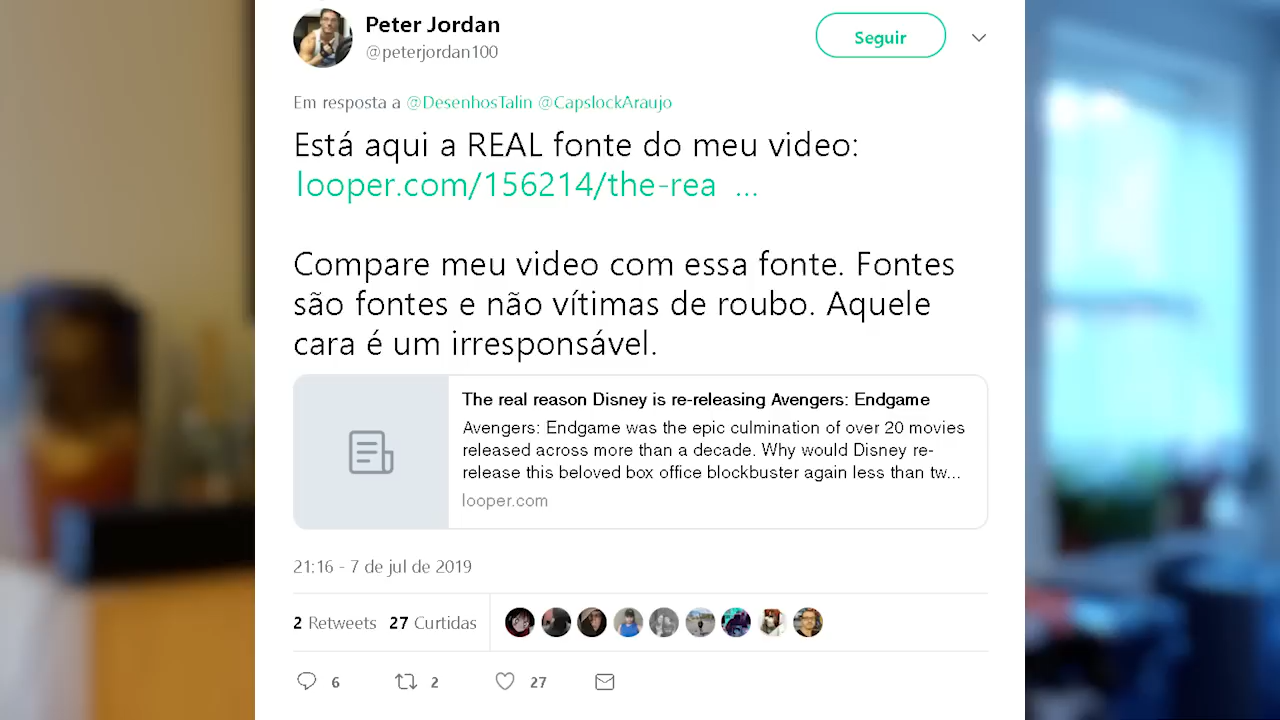 Peter Jordan
@peterjordan100
Seguir
Em resposta a @DesenhosTalin @CapslockAraujo
Está aqui a REAL fonte do meu video:
looper.com/156214/the-rea …
Compare meu video com essa fonte. Fontes
são fontes e não vítimas de roubo. Aquele
cara é um irresponsável.
The real reason Disney is re-releasing Avengers: Endgame
Avengers: Endgame was the epic culmination of over 20 movies
released across more than a decade. Why would Disney re-
release this beloved box office blockbuster again less than tw...
looper.com
21:16 - 7 de jul de 2019
2 Retweets 27 Curtidas
6 2 27